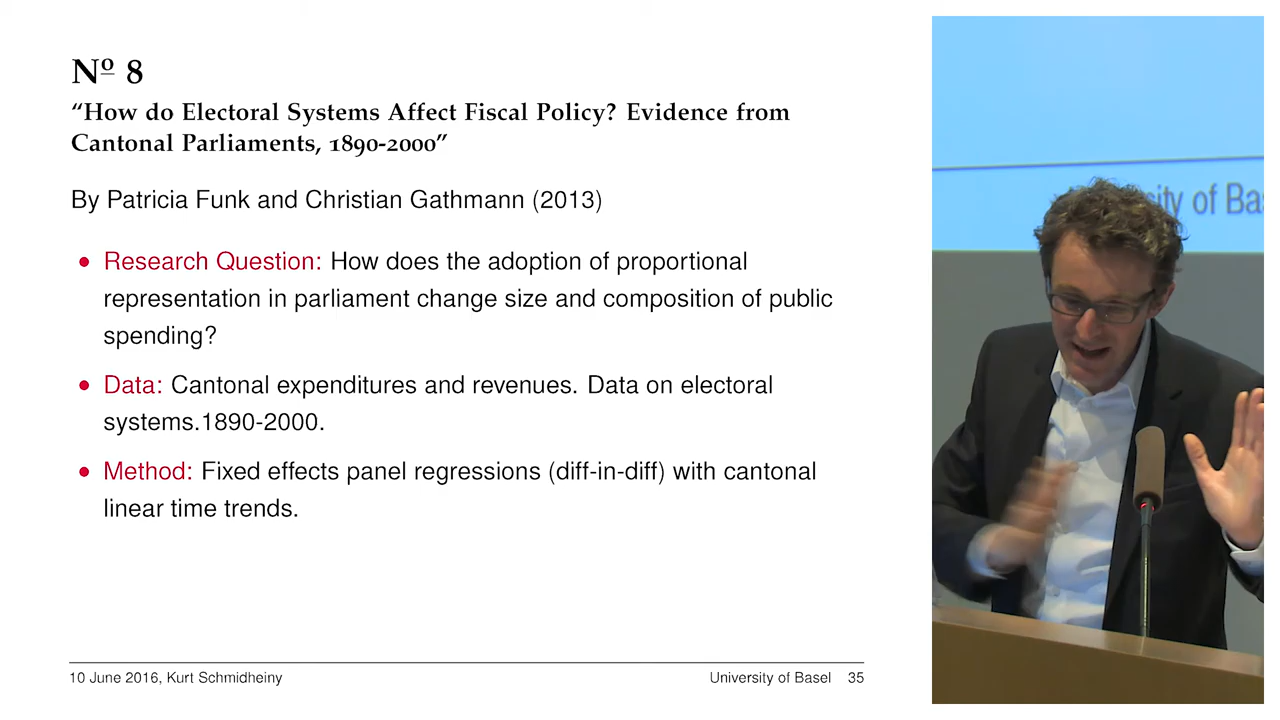 Nº 8
“How do Electoral Systems Affect Fiscal Policy? Evidence from
Cantonal Parliaments, 1890-2000”
By Patricia Funk and Christian Gathmann (2013)
• Research Question: How does the adoption of proportional
representation in parliament change size and composition of public
spending?
• Data: Cantonal expenditures and revenues. Data on electoral
systems.1890-2000.
• Method: Fixed effects panel regressions (diff-in-diff) with cantonal
linear time trends.
10 June 2016, Kurt Schmidheiny
University of Basel 35
sity of Bas